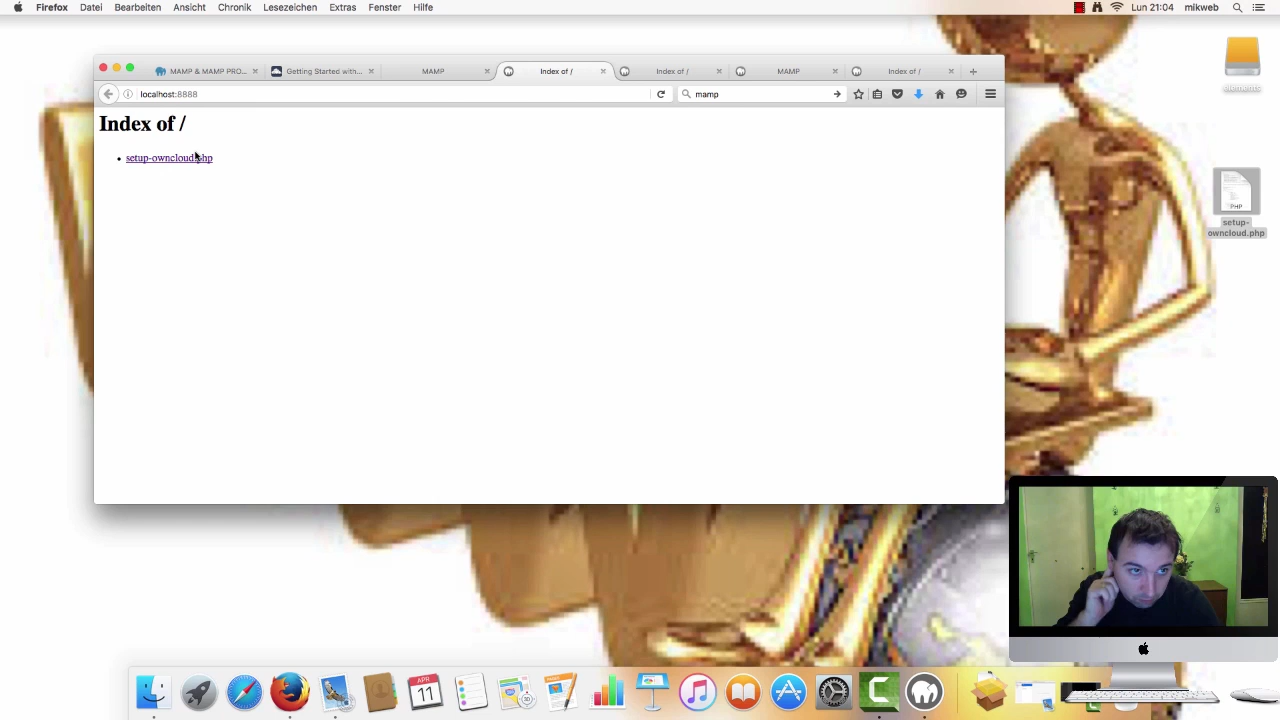 Firefox Datei Bearbeiten Ansicht Chronik Lesezeichen Extras Fenster Hilfe
Lun 21:04 mikweb
MAMP & MAMP PRO...
Getting Started with...
MAMP
Index of /
Index of /
MAMP
Index of /
localhost:8888
mamp
Index of /
setup-owncloud.php
elements
PHP
setup-
owncloud.php
APR
11